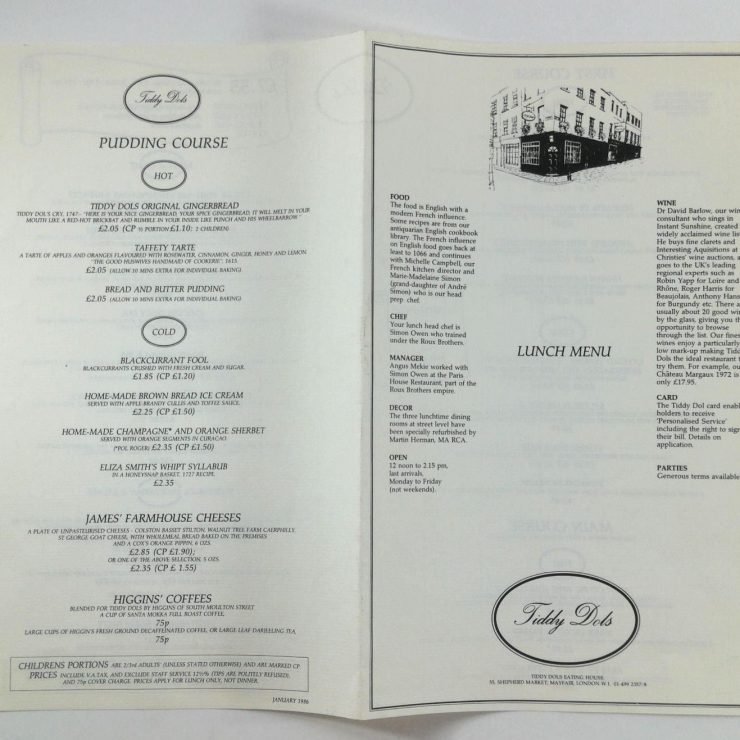 Tiddy Dols
PUDDING COURSE
HOT
TIDDY DOLS ORIGINAL GINGERBREAD
TIDDY DOL'S CRY, 1747- "HERE IS YOUR NICE GINGERBREAD, YOUR SPICE GINGERBREAD, IT WILL MELT IN YOUR
MOUTH LIKE A RED-HOT BRICKBAT AND RUMBLE IN YOUR INSIDE LIKE PUNCH AND HIS WHEELBARROW."
£2.05 (CP ½ PORTION £1.10: 2 CHILDREN)
TAFFETY TARTE
A TARTE OF APPLES AND ORANGES FLAVOURED WITH ROSEWATER, CINNAMON, GINGER, HONEY AND LEMON.
"THE GOOD HUSWIVES HANDMAID OF COOKERIE": 1615.
£2.05 (ALLOW 10 MINS EXTRA FOR INDIVIDUAL BAKING)
BREAD AND BUTTER PUDDING
£2.05 (ALLOW 10 MINS EXTRA FOR INDIVIDUAL BAKING)
COLD
BLACKCURRANT FOOL
BLACKCURRANTS CRUSHED WITH FRESH CREAM AND SUGAR.
£1.85 (CP £1.20)
HOME-MADE BROWN BREAD ICE CREAM
SERVED WITH APPLE BRANDY CULLIS AND TOFFEE SAUCE.
£2.25 (CP £1.50)
HOME-MADE CHAMPAGNE* AND ORANGE SHERBET
SERVED WITH ORANGE SEGMENTS IN CURACAO
(*POL ROGER) £2.35 (CP £1.50)
ELIZA SMITH'S WHIPT SYLLABUB
IN A HONEYSNAP BASKET. 1727 RECIPE.
£2.35
JAMES' FARMHOUSE CHEESES
A PLATE OF UNPASTEURISED CHEESES - COLSTON BASSET STILTON, WALNUT TREE FARM CAERPHILLY,
ST GEORGE GOAT CHEESE, WITH WHOLEMEAL BREAD BAKED ON THE PREMISES
AND A COX'S ORANGE PIPPIN; 6 OZS.
£2.85 (CP £1.90);
OR ONE OF THE ABOVE SELECTION, 5 OZS.
£2.35 (CP £ 1.55)
HIGGINS' COFFEES
BLENDED FOR TIDDY DOLS BY HIGGINS OF SOUTH MOULTON STREET
A CUP OF SANTA MOKKA FULL ROAST COFFEE,
75p
LARGE CUPS OF HIGGIN'S FRESH GROUND DECAFFEINATED COFFEE, OR LARGE LEAF DARJEELING TEA,
75p
CHILDRENS PORTIONS ARE 2/3rd ADULTS' (UNLESS STATED OTHERWISE) AND ARE MARKED CP.
PRICES INCLUDE V.A.TAX, AND EXCLUDE STAFF SERVICE 12½% (TIPS ARE POLITELY REFUSED),
AND 75p COVER CHARGE. PRICES APPLY FOR LUNCH ONLY, NOT DINNER.
JANUARY 1986
FOOD
The food is English with a
modern French influence.
Some recipes are from our
antiquarian English cookbook
library. The French influence
on English food goes back at
least to 1066 and continues
with Michelle Campbell, our
French kitchen director and
Marie-Madelaine Simon
(grand-daughter of André
Simon) who is our head
prep chef.
CHEF
Your lunch head chef is
Simon Owen who trained
under the Roux Brothers.
MANAGER
Angus Mekie worked with
Simon Owen at the Paris
House Restaurant, part of the
Roux Brothers empire.
DECOR
The three lunchtime dining
rooms at street level have
been specially refurbished by
Martin Hernan, MA RCA.
OPEN
12 noon to 2.15 pm,
last arrivals,
Monday to Friday
(not weekends).
LUNCH MENU
WINE
Dr David Barlow, our wine
consultant who sings in
Instant Sunshine, created
widely acclaimed wine
He buys fine clarets and
Interesting Aquisitions at
Christies' wine auctions,
goes to the UK's leading
regional experts such as
Robin Yapp for Loire and
Rhône, Roger Harris for
Beaujolais, Anthony
for Burgundy etc. There
usually about 20 good
by the glass, giving you
opportunity to browse
through the list. Our
wines enjoy a particularly
low mark-up making
Dols the ideal restaurant
try them. For example,
Château Margaux 1972
only £17.95.
CARD
The Tiddy Dol card
holders to receive
'Personalised Service'
including the right to sign
their bill. Details on
application.
PARTIES
Generous terms available
Tiddy Dols
TIDDY DOLS EATING HOUSE,
55, SHEPHERD MARKET, MAYFAIR, LONDON W.1. 01-499 2357/8